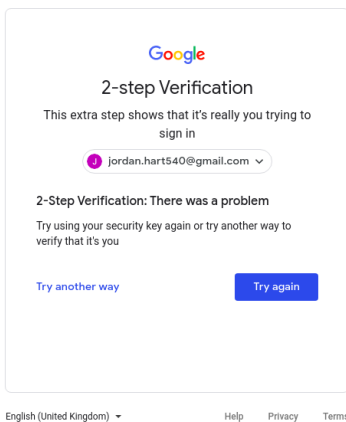 Google
2-step Verification
This extra step shows that it's really you trying to
sign in
J jordan.hart540@gmail.com
2-Step Verification: There was a problem
Try using your security key again or try another way to
verify that it's you
Try another way Try again
English (United Kingdom) Help Privacy Terms